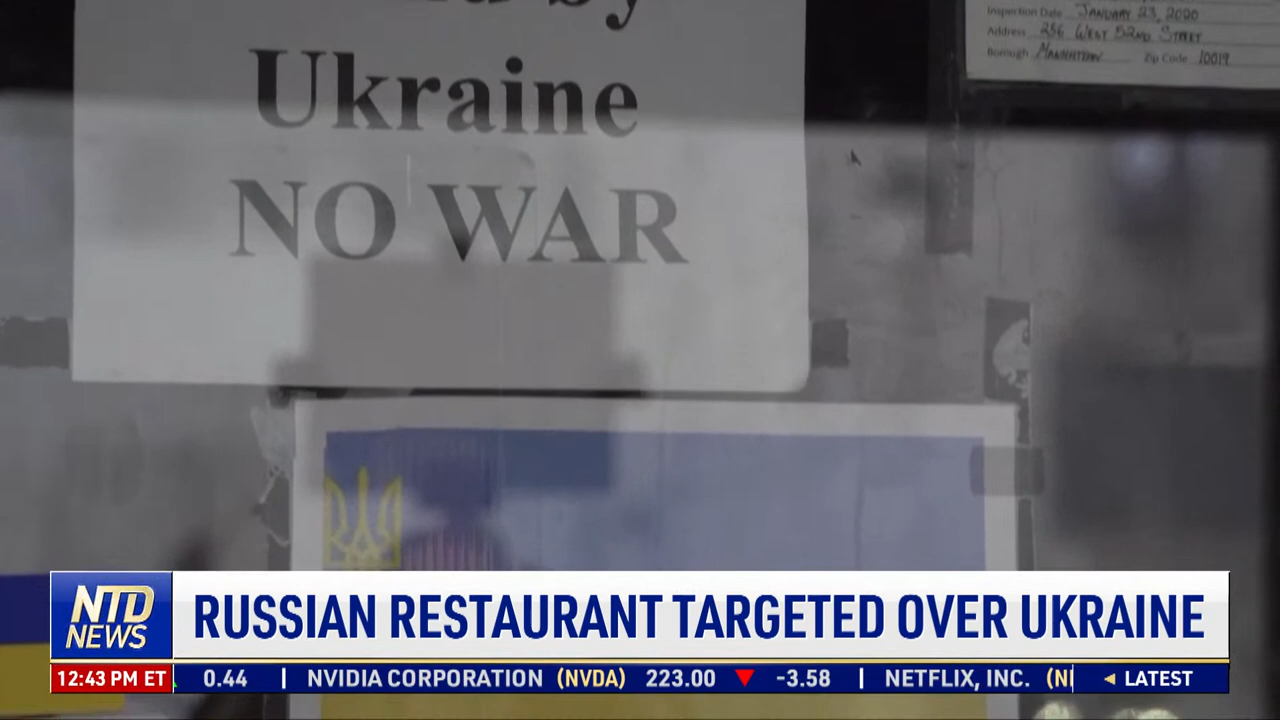 by
Ukraine
NO WAR
Inspection Date JANUARY 23, 2020
Address 256 WEST 52ND STREET
Borough MANHATTAN Zip Code 10019
NTD
NEWS
RUSSIAN RESTAURANT TARGETED OVER UKRAINE
12:43 PM ET 0.44 | NVIDIA CORPORATION (NVDA) 223.00 ▼ -3.58 | NETFLIX, INC. (N ◄ LATEST